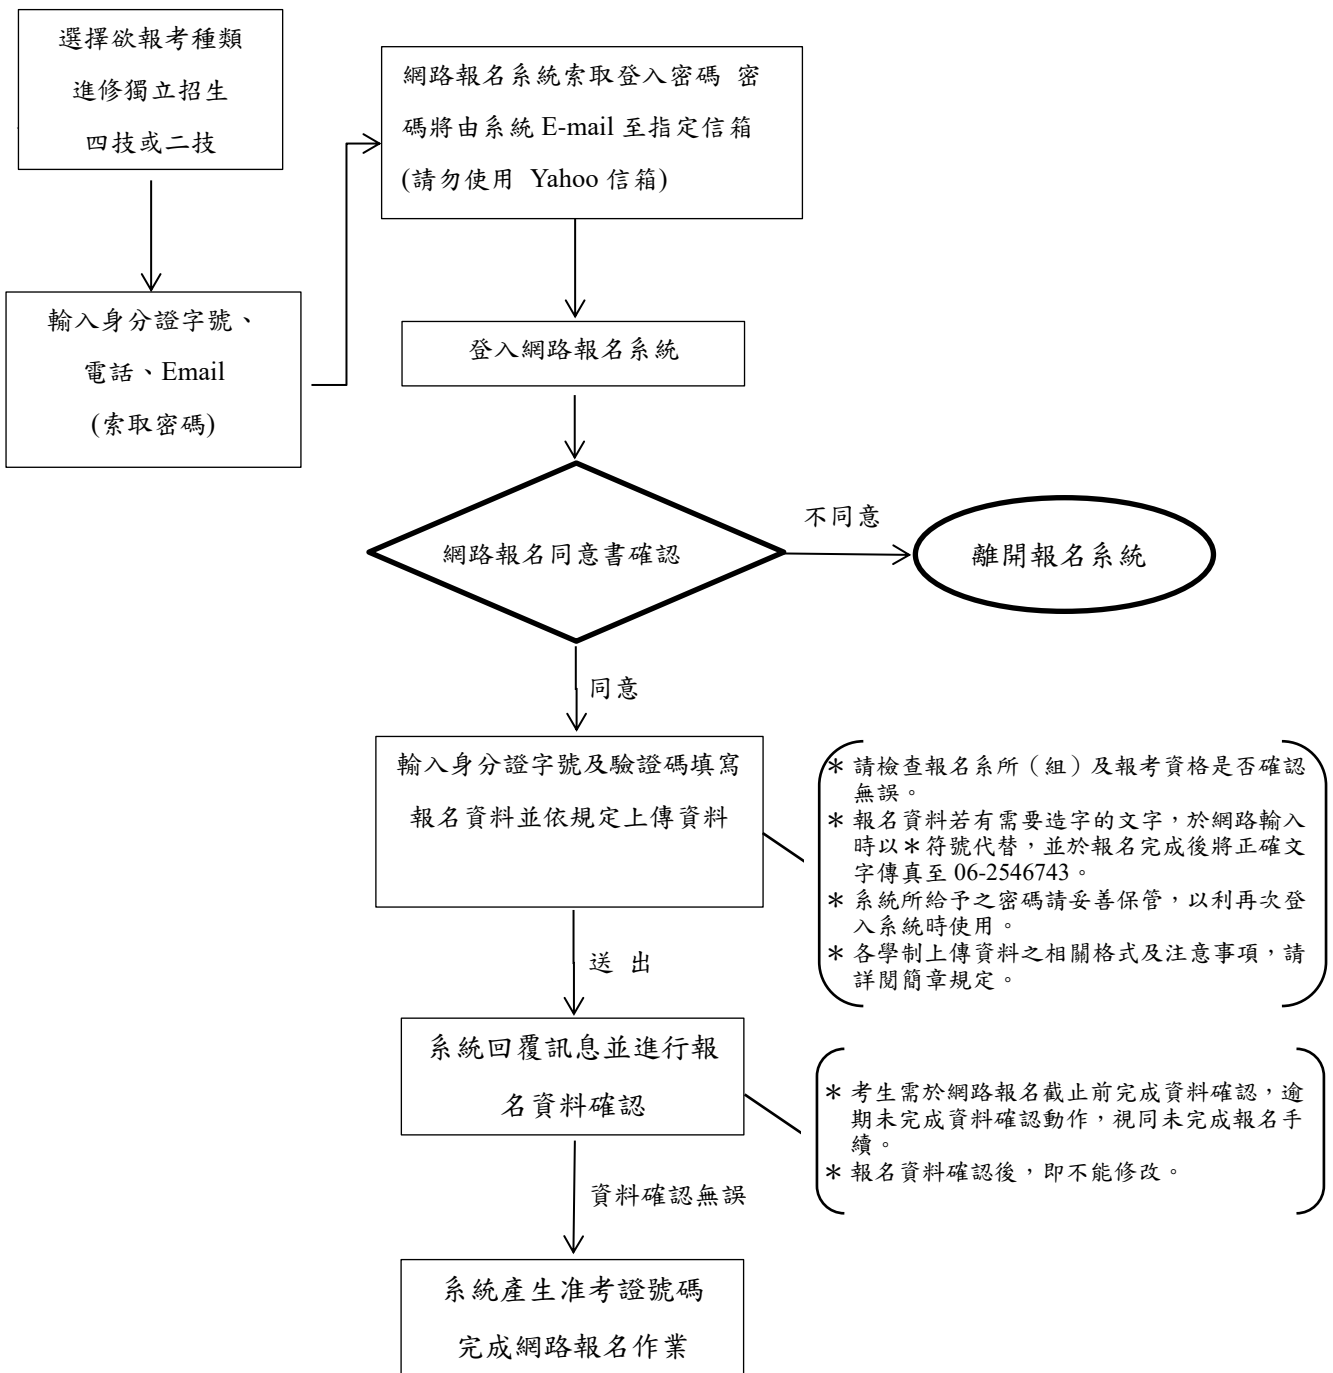 選擇欲報考種類
進修獨立招生
四技或二技
輸入身分證字號、
電話、Email
(索取密碼)
網路報名系統索取登入密碼 密
碼將由系統 E-mail 至指定信箱
(請勿使用 Yahoo 信箱)
登入網路報名系統
網路報名同意書確認
不同意
離開報名系統
同意
輸入身分證字號及驗證碼填寫
報名資料並依規定上傳資料
＊請檢查報名系所（組）及報考資格是否確認
無誤。
＊報名資料若有需要造字的文字，於網路輸入
時以＊符號代替，並於報名完成後將正確文
字傳真至 06-2546743。
＊系統所給予之密碼請妥善保管，以利再次登
入系統時使用。
＊各學制上傳資料之相關格式及注意事項，請
詳閱簡章規定。
送 出
系統回覆訊息並進行報
名資料確認
＊考生需於網路報名截止前完成資料確認，逾
期未完成資料確認動作，視同未完成報名手
續。
＊報名資料確認後，即不能修改。
資料確認無誤
系統產生准考證號碼
完成網路報名作業